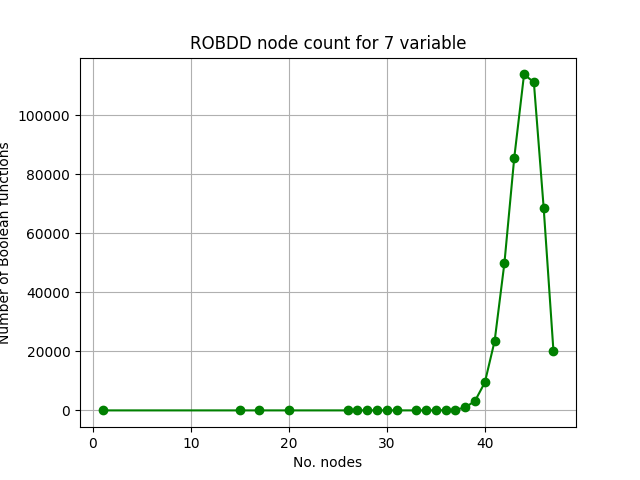 ROBDD node count for 7 variable
Number of Boolean functions
100000
80000
60000
40000
20000
0
0 10 20 30 40
No. nodes